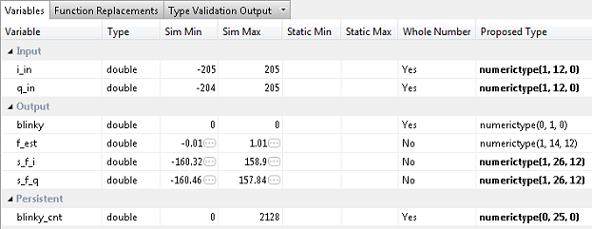 Variables Function Replacements Type Validation Output
Variable Type Sim Min Sim Max Static Min Static Max Whole Number Proposed Type
Input
i_in double -205 205 Yes numerictype(1, 12, 0)
q_in double -204 205 Yes numerictype(1, 12, 0)
Output
blinky double 0 0 Yes numerictype(0, 1, 0)
f_est double -0.01 1.01 No numerictype(1, 14, 12)
s_f_i double -160.32 158.9 No numerictype(1, 26, 12)
s_f_q double -160.46 157.84 No numerictype(1, 26, 12)
Persistent
blinky_cnt double 0 2128 Yes numerictype(0, 25, 0)